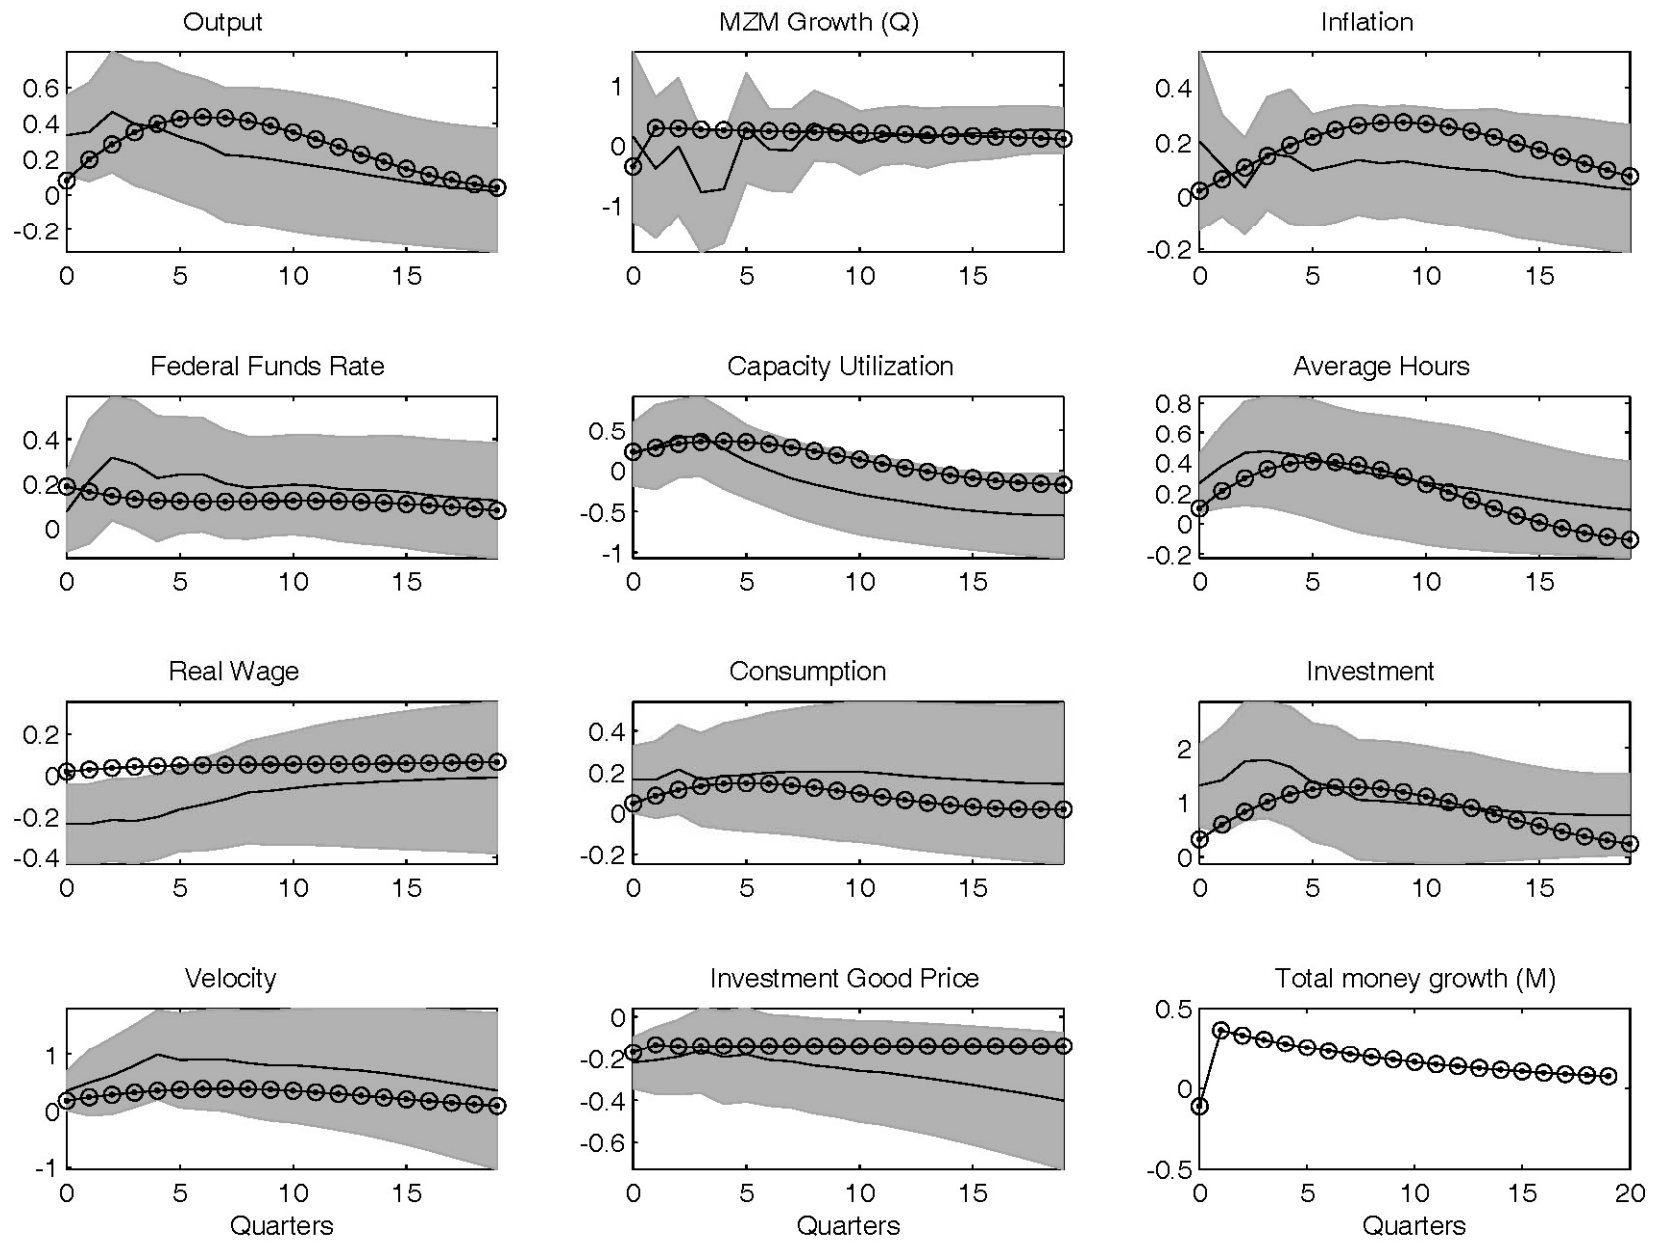 Output
0.6
0.4
0.2
0
-0.2
0 5 10 15
MZM Growth (Q)
1
0
-1
0 5 10 15
Inflation
0.4
0.2
0
-0.2
0 5 10 15
Federal Funds Rate
0.4
0.2
0
0 5 10 15
Capacity Utilization
0.5
0
-0.5
-1
0 5 10 15
Average Hours
0.8
0.6
0.4
0.2
0
-0.2
0 5 10 15
Real Wage
0.2
0
-0.2
-0.4
0 5 10 15
Consumption
0.4
0.2
0
-0.2
0 5 10 15
Investment
2
1
0
0 5 10 15
Velocity
1
0
-1
0 5 10 15
Quarters
Investment Good Price
0
-0.2
-0.4
-0.6
0 5 10 15
Quarters
Total money growth (M)
0.5
0
-0.5
0 5 10 15 20
Quarters